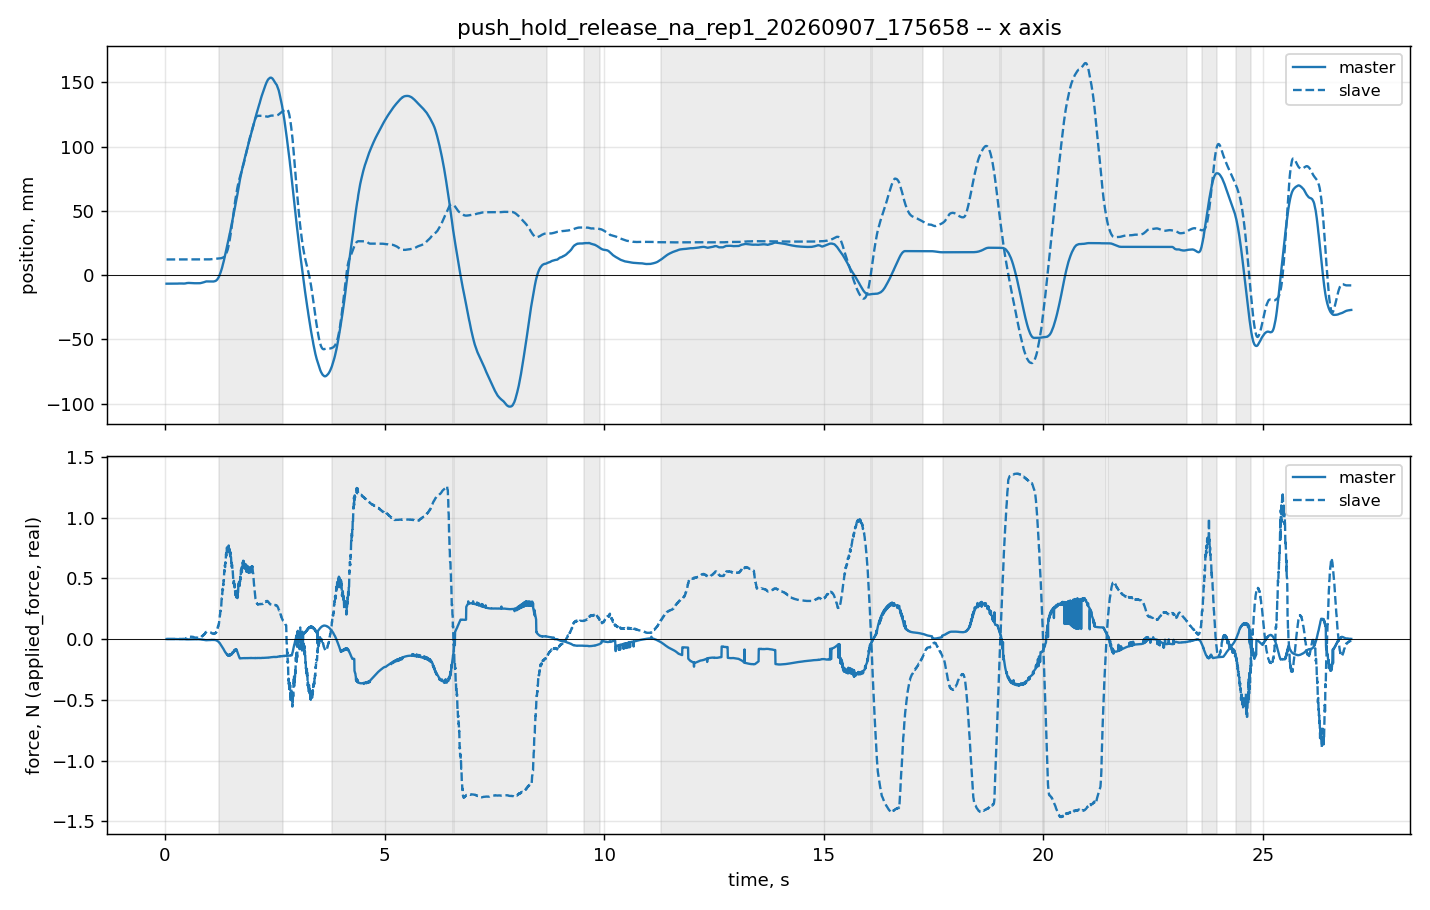 push_hold_release_na_rep1_20260907_175658 -- x axis
position, mm
150
100
50
0
−50
−100
master
slave
force, N (applied_force, real)
1.5
1.0
0.5
0.0
−0.5
−1.0
−1.5
master
slave
0 5 10 15 20 25
time, s